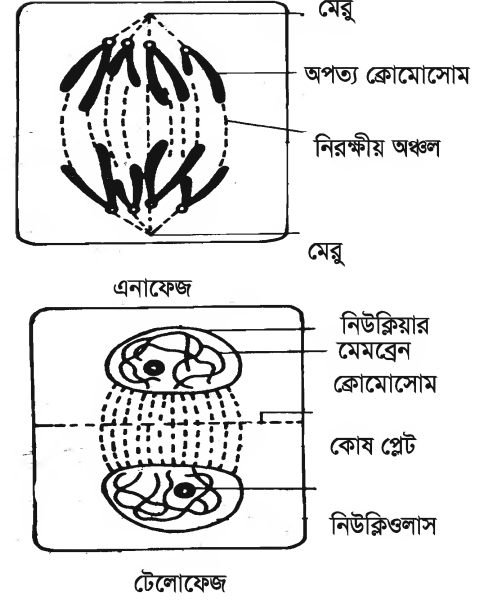 মেরু
অপত্য ক্রোমোসোম
নিরক্ষীয় অঞ্চল
মেরু
এনাফেজ
নিউক্লিয়ার
মেমব্রেন
ক্রোমোসোম
কোষ প্লেট
নিউক্লিওলাস
টেলোফেজ